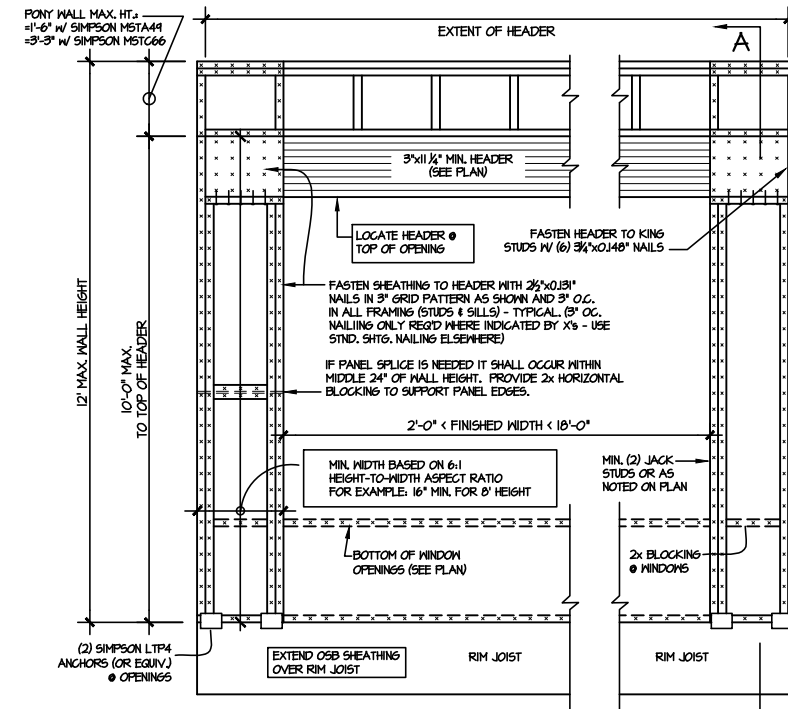 PONY WALL MAX. HT.:
=1'-6" W/ SIMPSON MSTA49
=3'-3" W/ SIMPSON MSTC66
EXTENT OF HEADER
A
3"x11 1/4" MIN. HEADER
(SEE PLAN)
LOCATE HEADER @
TOP OF OPENING
FASTEN HEADER TO KING
STUDS W/ (6) 3 1/4"x0.148" NAILS
FASTEN SHEATHING TO HEADER WITH 2 1/2"x0.131"
NAILS IN 3" GRID PATTERN AS SHOWN AND 3" O.C.
IN ALL FRAMING (STUDS & SILLS) - TYPICAL. (3" OC.
NAILIING ONLY REQ'D WHERE INDICATED BY X's - USE
STND. SHTG. NAILING ELSEWHERE)
12' MAX. WALL HEIGHT
10'-0" MAX.
TO TOP OF HEADER
IF PANEL SPLICE IS NEEDED IT SHALL OCCUR WITHIN
MIDDLE 24" OF WALL HEIGHT. PROVIDE 2x HORIZONTAL
BLOCKING TO SUPPORT PANEL EDGES.
2'-0" < FINISHED WIDTH < 18'-0"
MIN. WIDTH BASED ON 6:1
HEIGHT-TO-WIDTH ASPECT RATIO
FOR EXAMPLE: 16" MIN. FOR 8' HEIGHT
MIN. (2) JACK
STUDS OR AS
NOTED ON PLAN
BOTTOM OF WINDOW
OPENINGS (SEE PLAN)
2x BLOCKING
@ WINDOWS
(2) SIMPSON LTP4
ANCHORS (OR EQUIV.)
@ OPENINGS
EXTEND OSB SHEATHING
OVER RIM JOIST
RIM JOIST
RIM JOIST